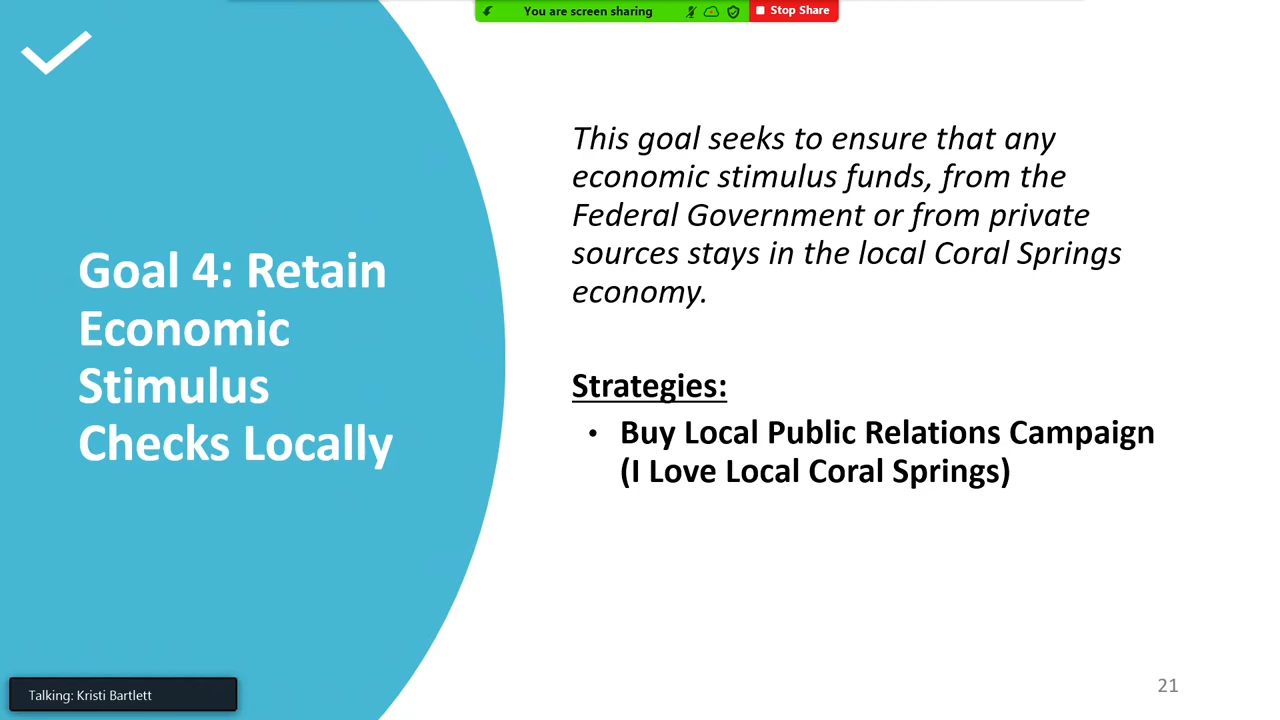 You are screen sharing
Stop Share
Goal 4: Retain
Economic
Stimulus
Checks Locally
This goal seeks to ensure that any
economic stimulus funds, from the
Federal Government or from private
sources stays in the local Coral Springs
economy.
Strategies:
• Buy Local Public Relations Campaign
(I Love Local Coral Springs)
Talking: Kristi Bartlett
21